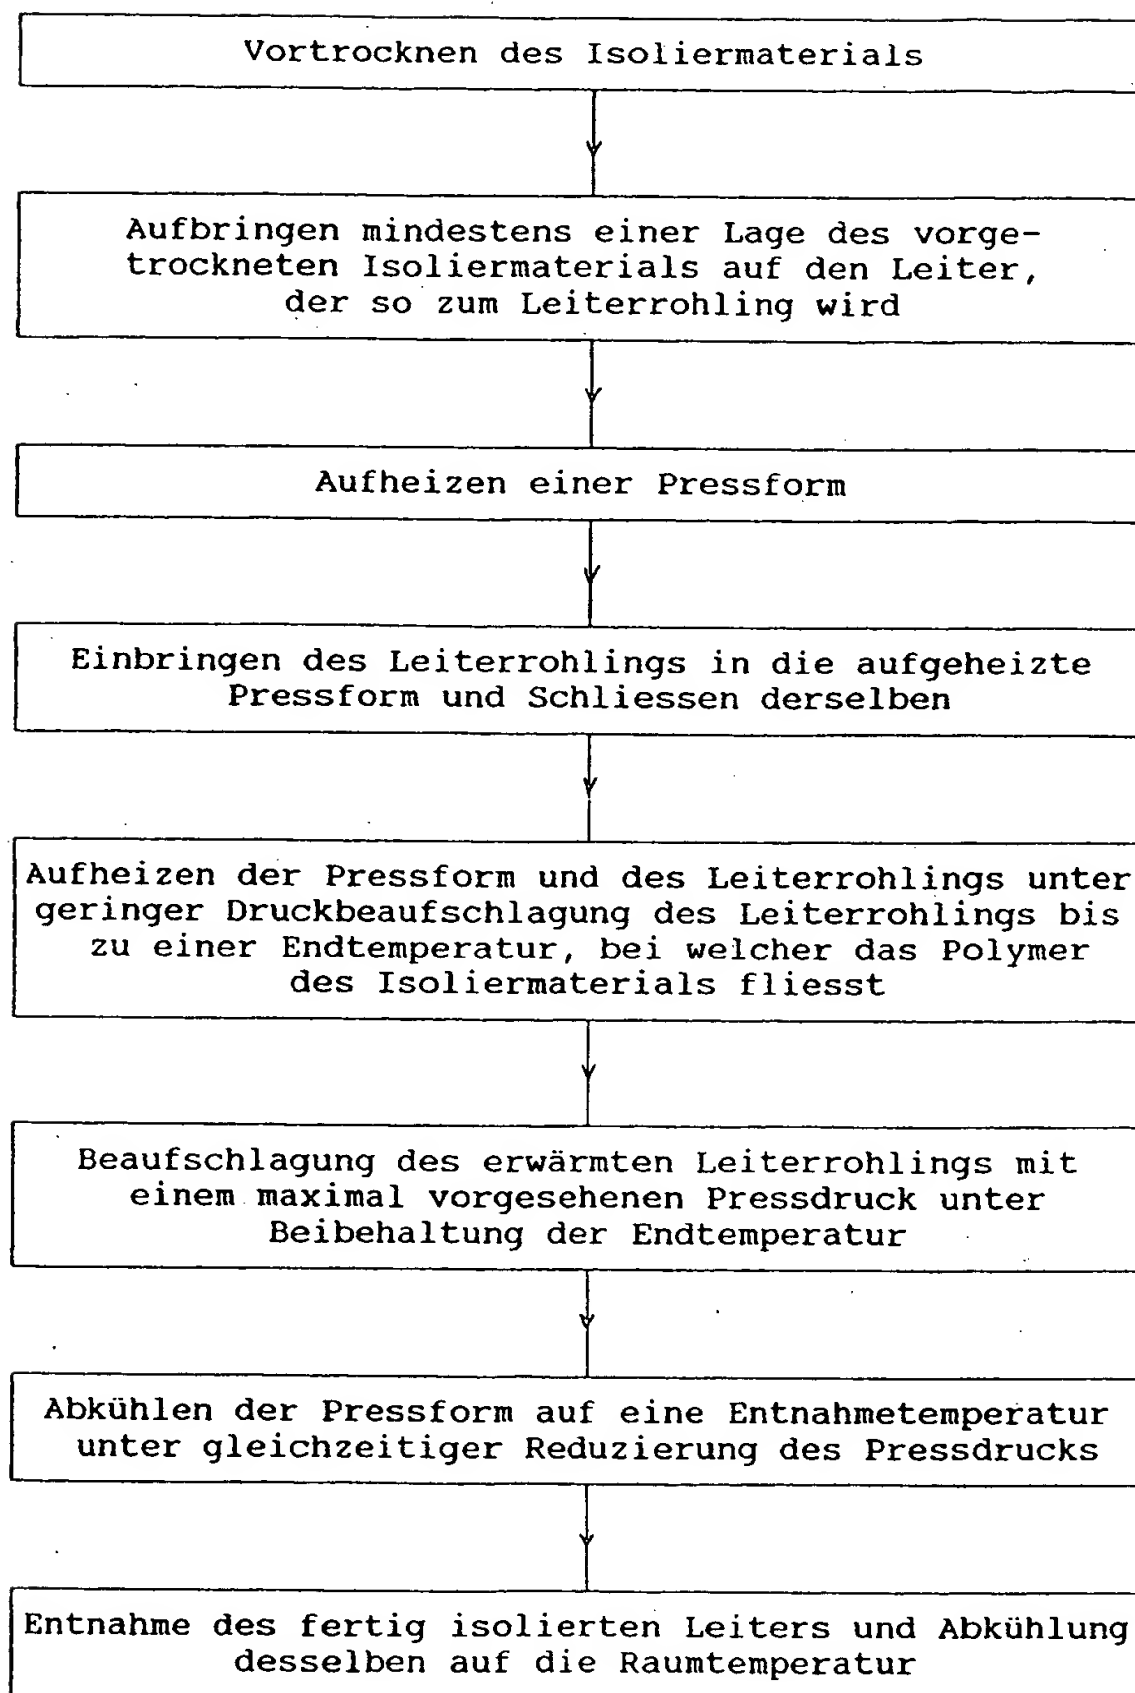 Vortrocknen des Isoliermaterials
Aufbringen mindestens einer Lage des vorge-
trockneten Isoliermaterials auf den Leiter,
der so zum Leiterrohling wird
Aufheizen einer Pressform
Einbringen des Leiterrohlings in die aufgeheizte
Pressform und Schliessen derselben
Aufheizen der Pressform und des Leiterrohlings unter
geringer Druckbeaufschlagung des Leiterrohlings bis
zu einer Endtemperatur, bei welcher das Polymer
des Isoliermaterials fliesst
Beaufschlagung des erwärmten Leiterrohlings mit
einem maximal vorgesehenen Pressdruck unter
Beibehaltung der Endtemperatur
Abkühlen der Pressform auf eine Entnahmetemperatur
unter gleichzeitiger Reduzierung des Pressdrucks
Entnahme des fertig isolierten Leiters und Abkühlung
desselben auf die Raumtemperatur